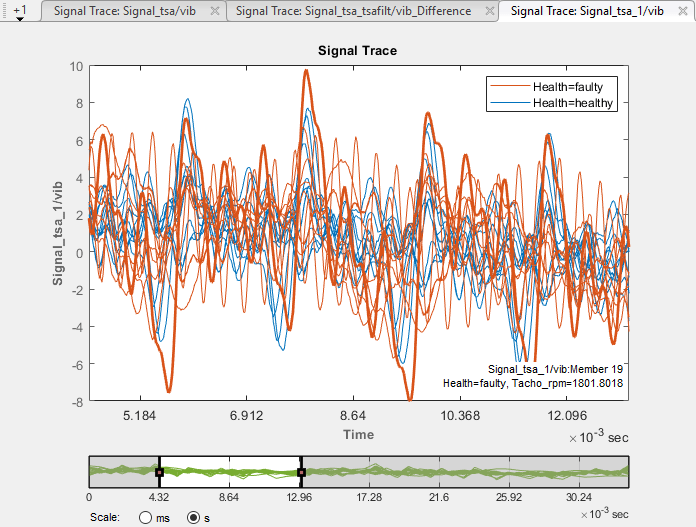 +1 Signal Trace: Signal_tsa/vib Signal Trace: Signal_tsa_tsafilt/vib_Difference Signal Trace: Signal_tsa_1/vib
Signal Trace
10
8
6
4
2
0
-2
-4
-6
-8
Signal_tsa_1/vib
Health=faulty
Health=healthy
Signal_tsa_1/vib:Member 19
Health=faulty, Tacho_rpm=1801.8018
5.184 6.912 8.64 10.368 12.096
Time
×10⁻³ sec
0 4.32 8.64 12.96 17.28 21.6 25.92 30.24
×10⁻³ sec
Scale: ms s